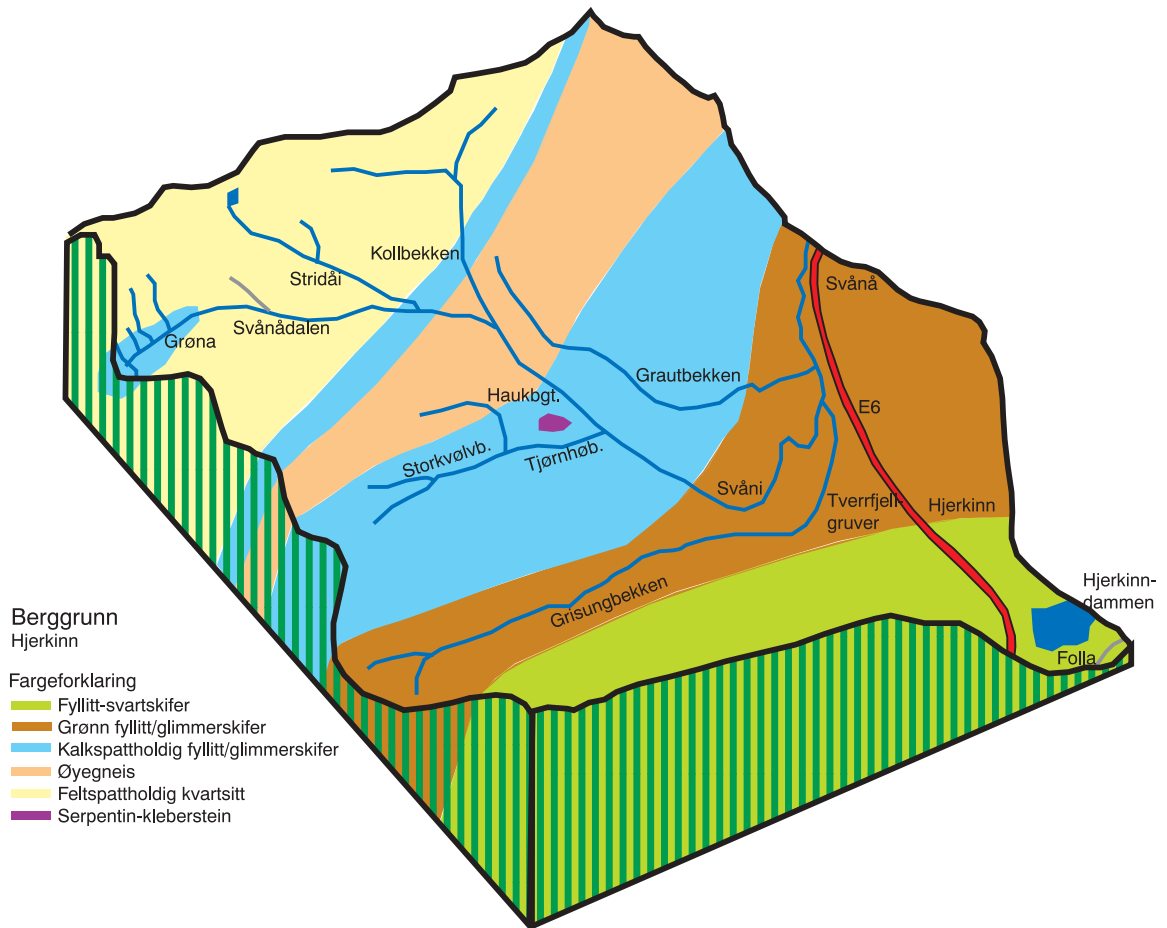 Kollbekken
Stridåi
Svånå
Svånådalen
Grøna
Grautbekken
Haukbgt.
E6
Storkvølvb.
Tjørnhøb.
Svåni
Tverrfjell-
gruver
Hjerkinn
Hjerkinn-
dammen
Grisungbekken
Folla
Berggrunn
Hjerkinn
Fargeforklaring
Fyllitt-svartskifer
Grønn fyllitt/glimmerskifer
Kalkspattholdig fyllitt/glimmerskifer
Øyegneis
Feltspattholdig kvartsitt
Serpentin-kleberstein